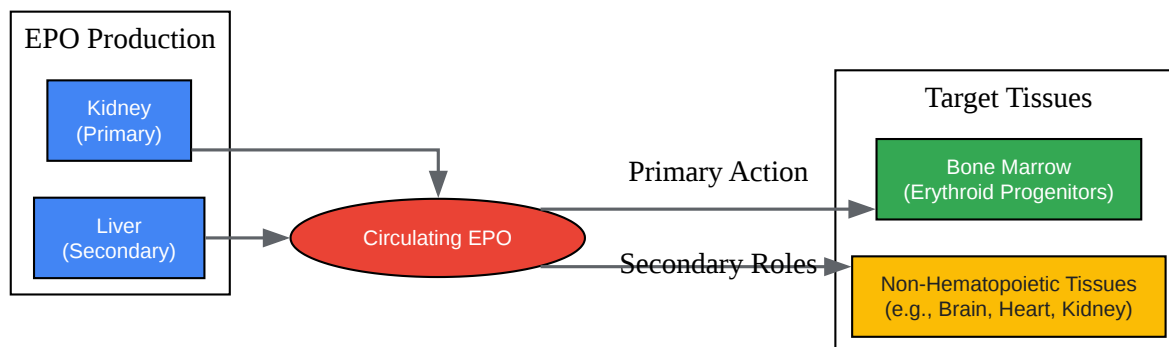 EPO Production
Kidney
(Primary)
Liver
(Secondary)
Circulating EPO
Primary Action
Secondary Roles
Target Tissues
Bone Marrow
(Erythroid Progenitors)
Non-Hematopoietic Tissues
(e.g., Brain, Heart, Kidney)